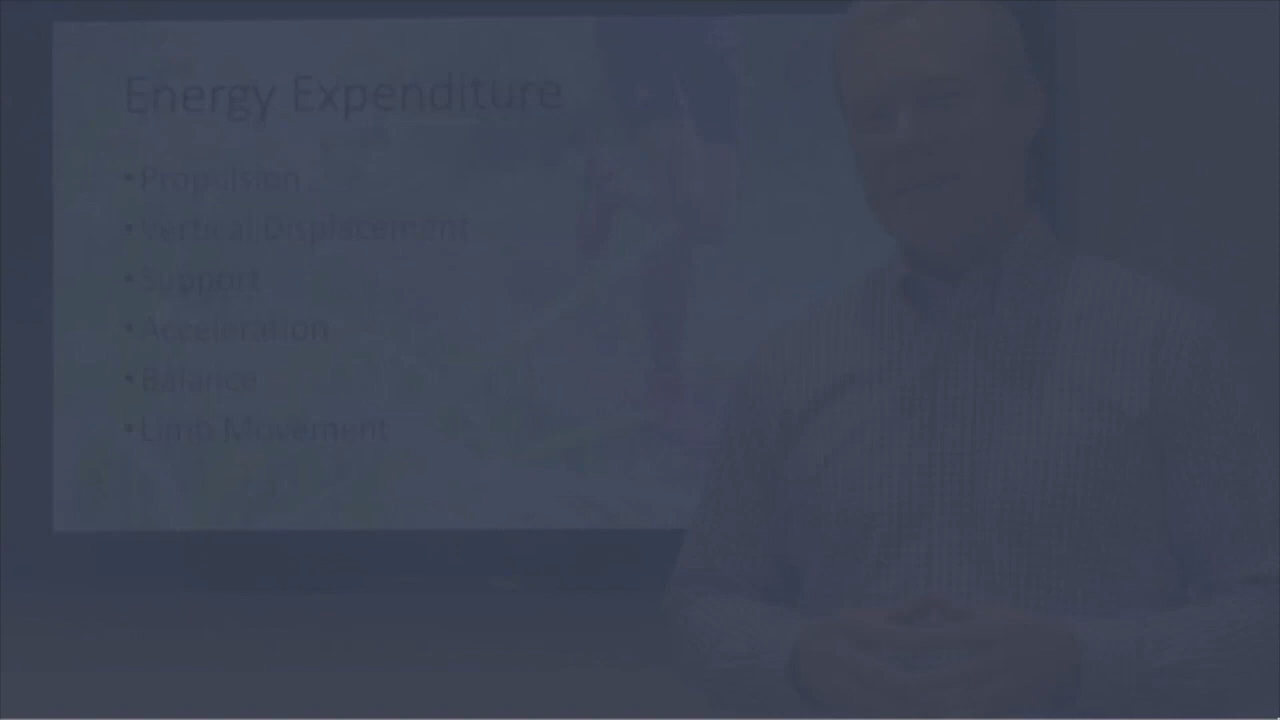 Energy Expenditure
• Propulsion
• Vertical Displacement
• Support
• Acceleration
• Balance
• Limb Movement